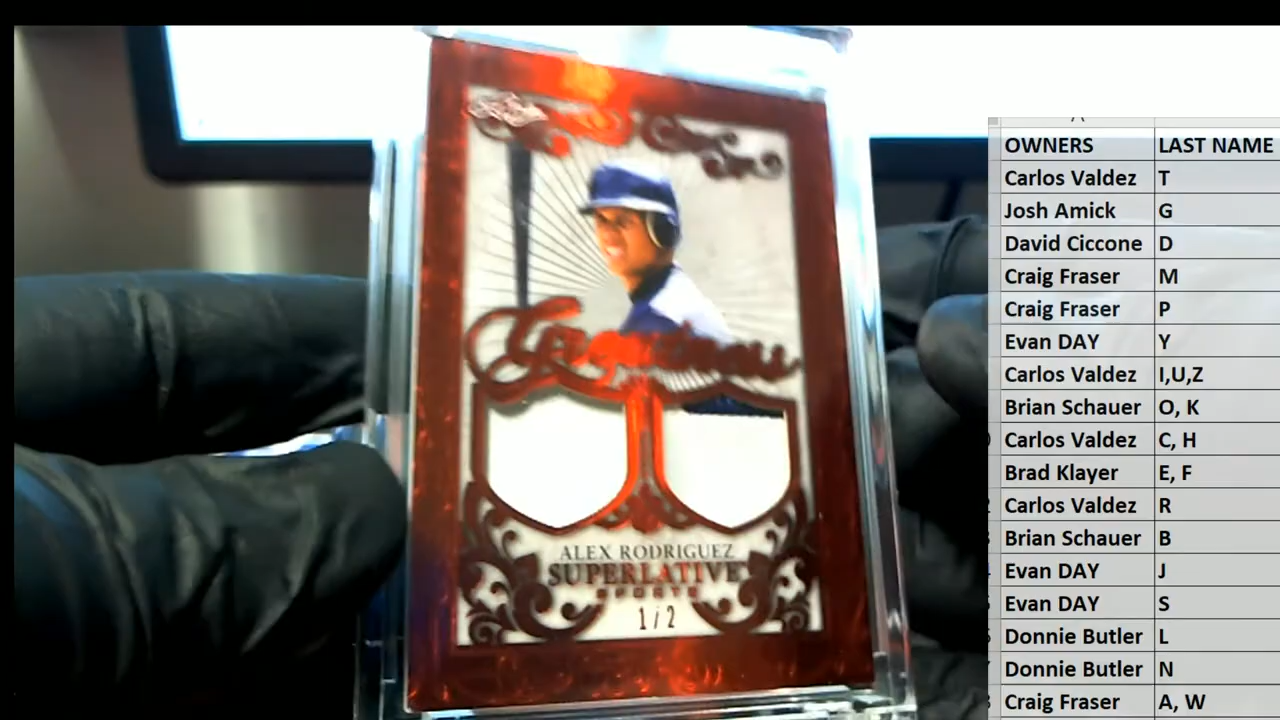 Greatness
ALEX RODRIGUEZ
SUPERLATIVE
SPORTS
1/2
OWNERS LAST NAME
Carlos Valdez T
Josh Amick G
David Ciccone D
Craig Fraser M
Craig Fraser P
Evan DAY Y
Carlos Valdez I,U,Z
Brian Schauer O, K
Carlos Valdez C, H
Brad Klayer E, F
Carlos Valdez R
Brian Schauer B
Evan DAY J
Evan DAY S
Donnie Butler L
Donnie Butler N
Craig Fraser A, W